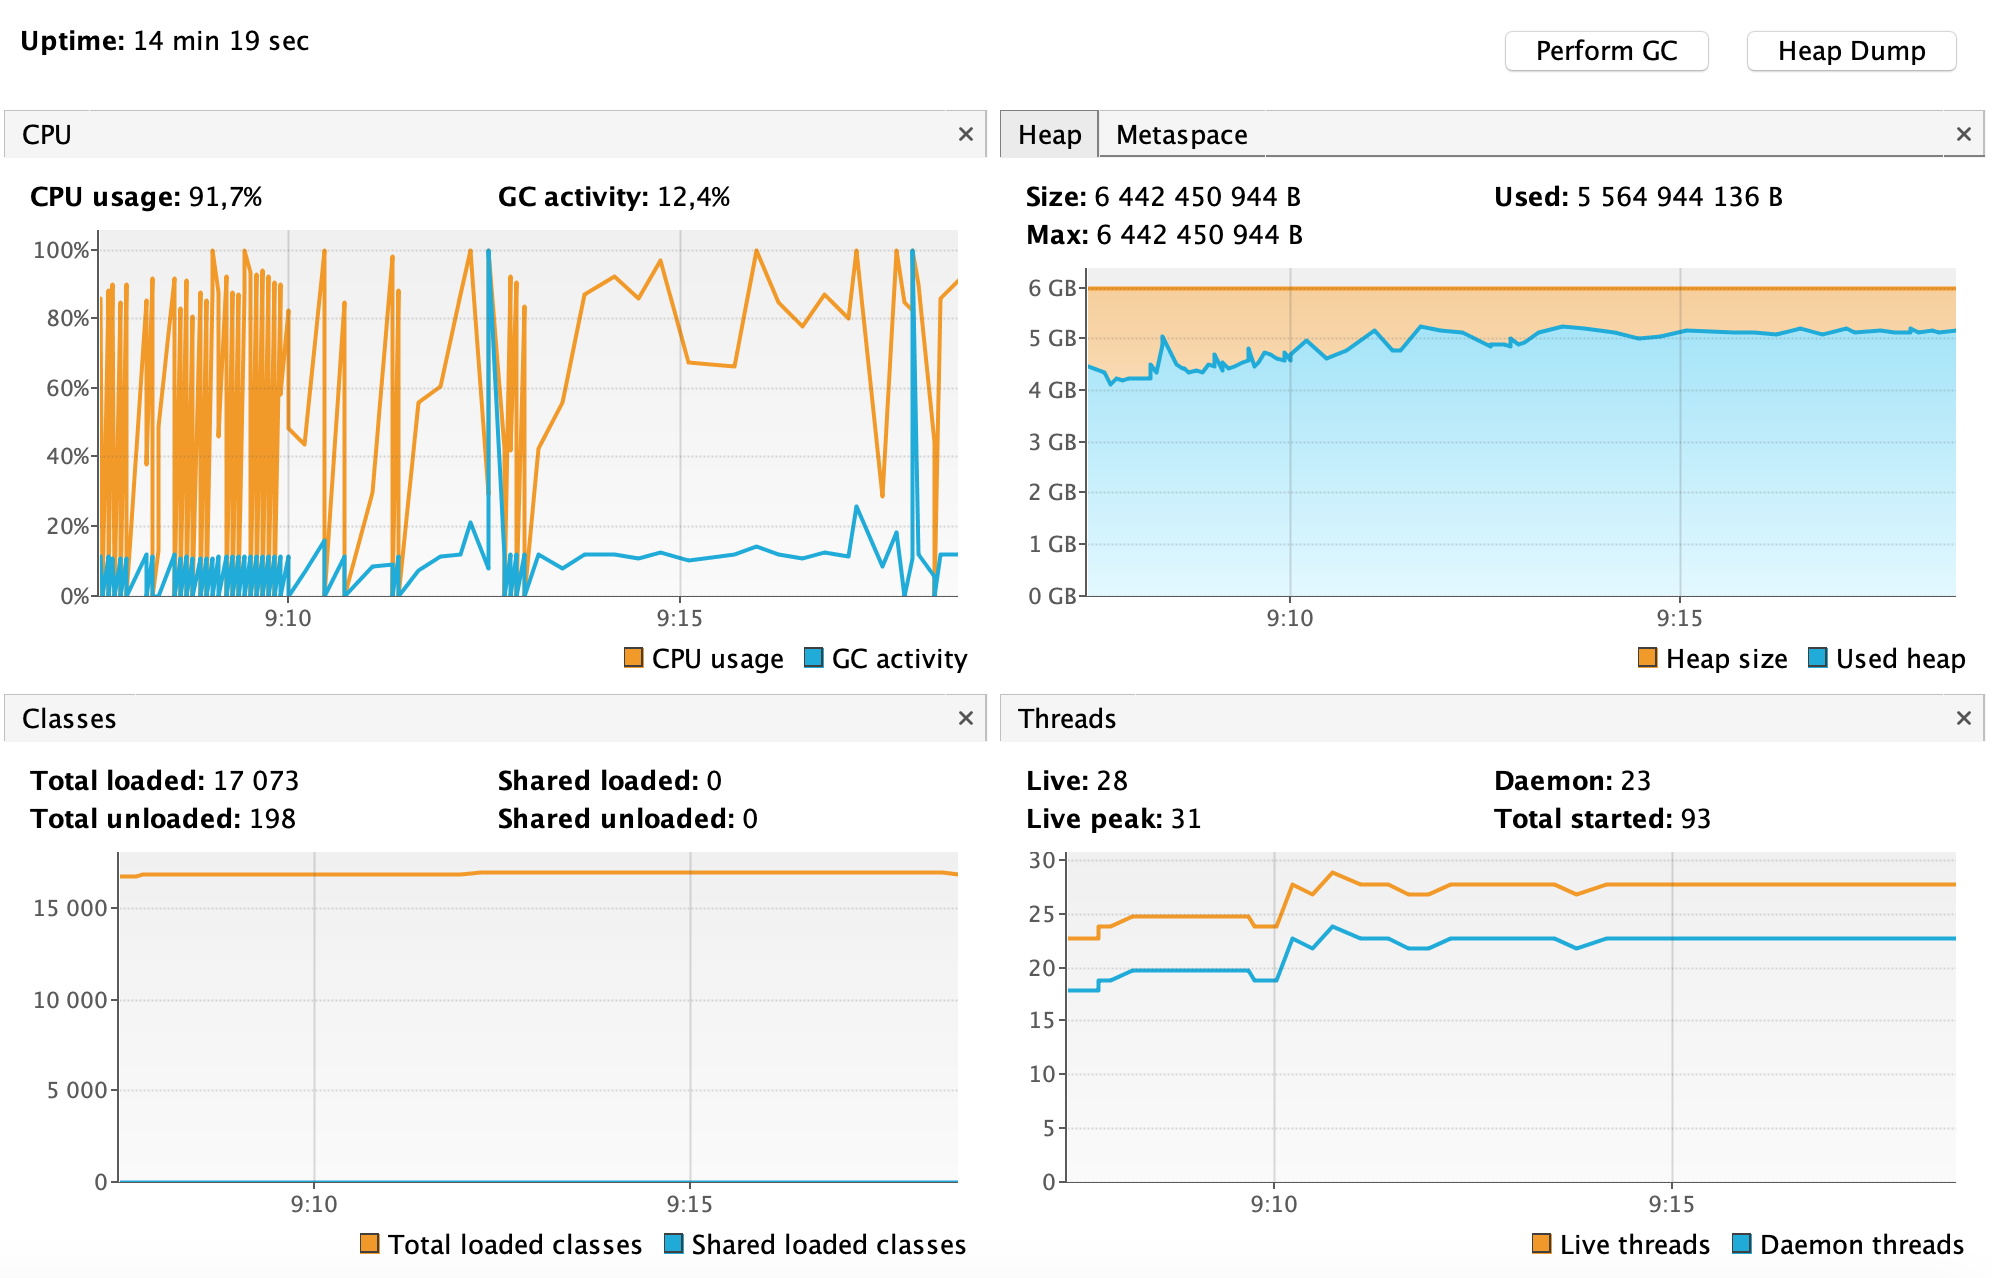 Uptime: 14 min 19 sec
Perform GC
Heap Dump
CPU
×
CPU usage: 91,7%
GC activity: 12,4%
100%
80%
60%
40%
20%
0%
9:10
9:15
CPU usage
GC activity
Heap
Metaspace
×
Size: 6 442 450 944 B
Used: 5 564 944 136 B
Max: 6 442 450 944 B
6 GB
5 GB
4 GB
3 GB
2 GB
1 GB
0 GB
9:10
9:15
Heap size
Used heap
Classes
×
Total loaded: 17 073
Shared loaded: 0
Total unloaded: 198
Shared unloaded: 0
15 000
10 000
5 000
0
9:10
9:15
Total loaded classes
Shared loaded classes
Threads
×
Live: 28
Daemon: 23
Live peak: 31
Total started: 93
30
25
20
15
10
5
0
9:10
9:15
Live threads
Daemon threads